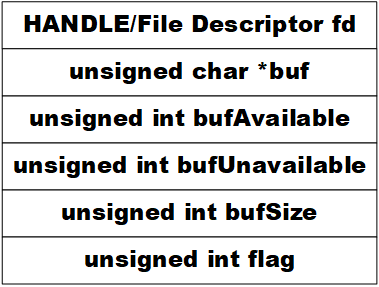 HANDLE/File Descriptor fd
unsigned char *buf
unsigned int bufAvailable
unsigned int bufUnavailable
unsigned int bufSize
unsigned int flag